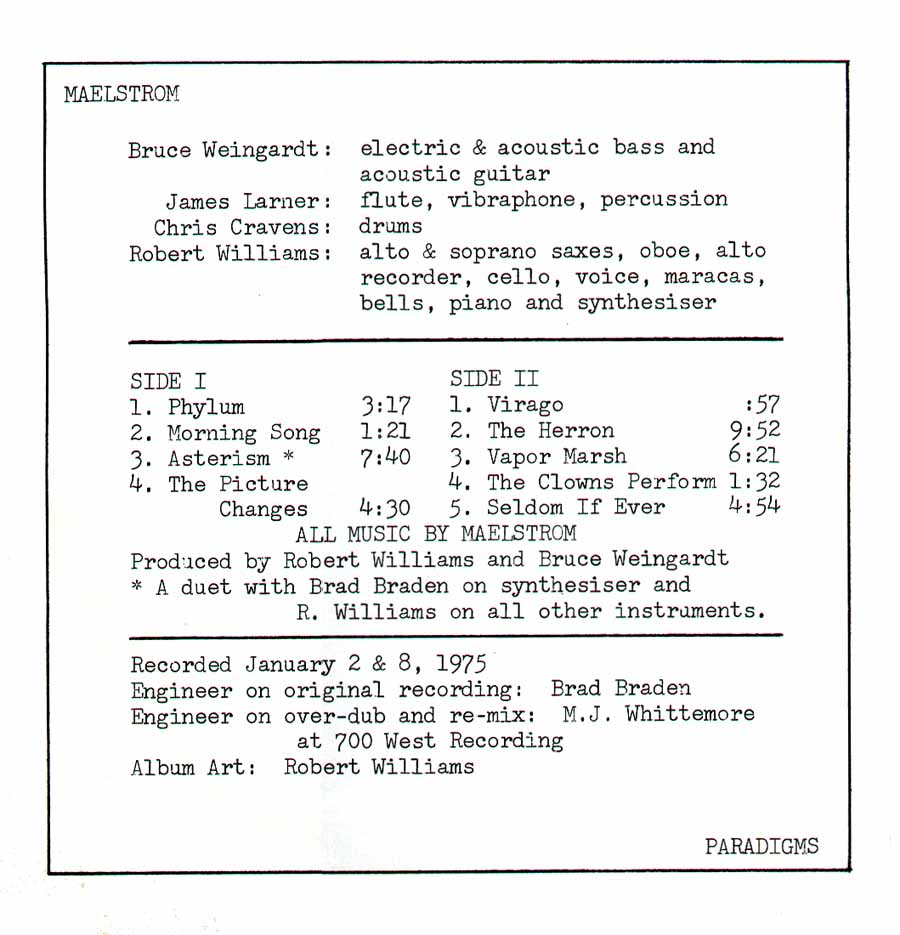 MAELSTROM
Bruce Weingardt: electric & acoustic bass and
acoustic guitar
James Larner: flute, vibraphone, percussion
Chris Cravens: drums
Robert Williams: alto & soprano saxes, oboe, alto
recorder, cello, voice, maracas,
bells, piano and synthesiser
SIDE I
1. Phylum 3:17
2. Morning Song 1:21
3. Asterism * 7:40
4. The Picture
Changes 4:30
SIDE II
1. Virago :57
2. The Herron 9:52
3. Vapor Marsh 6:21
4. The Clowns Perform 1:32
5. Seldom If Ever 4:54
ALL MUSIC BY MAELSTROM
Produced by Robert Williams and Bruce Weingardt
* A duet with Brad Braden on synthesiser and
R. Williams on all other instruments.
Recorded January 2 & 8, 1975
Engineer on original recording: Brad Braden
Engineer on over-dub and re-mix: M.J. Whittemore
at 700 West Recording
Album Art: Robert Williams
PARADIGMS